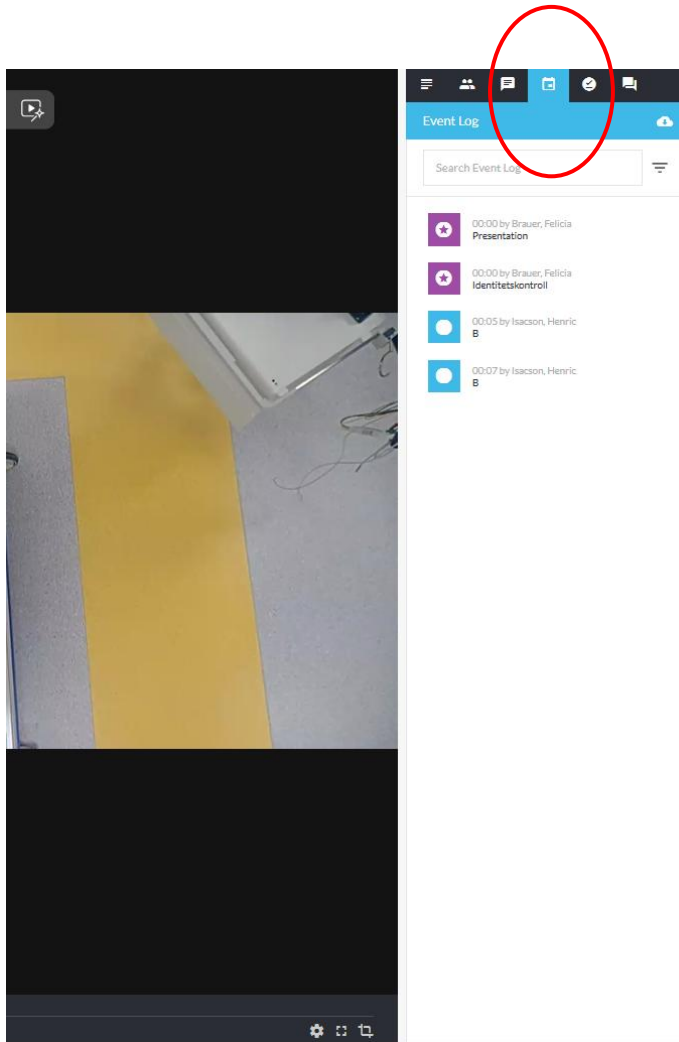 Event Log
Search Event Log
00:00 by Brauer, Felicia
Presentation
00:00 by Brauer, Felicia
Identitetskontroll
00:05 by Isacson, Henric
B
00:07 by Isacson, Henric
B